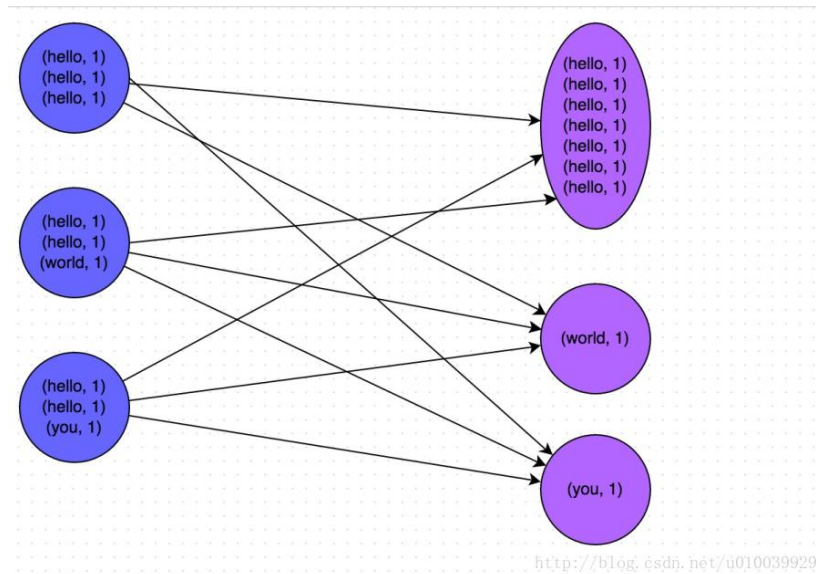 (hello, 1)
(hello, 1)
(hello, 1)
(hello, 1)
(hello, 1)
(world, 1)
(hello, 1)
(hello, 1)
(you, 1)
(hello, 1)
(hello, 1)
(hello, 1)
(hello, 1)
(hello, 1)
(hello, 1)
(hello, 1)
(world, 1)
(you, 1)
http://blog.csdn.net/u010039929